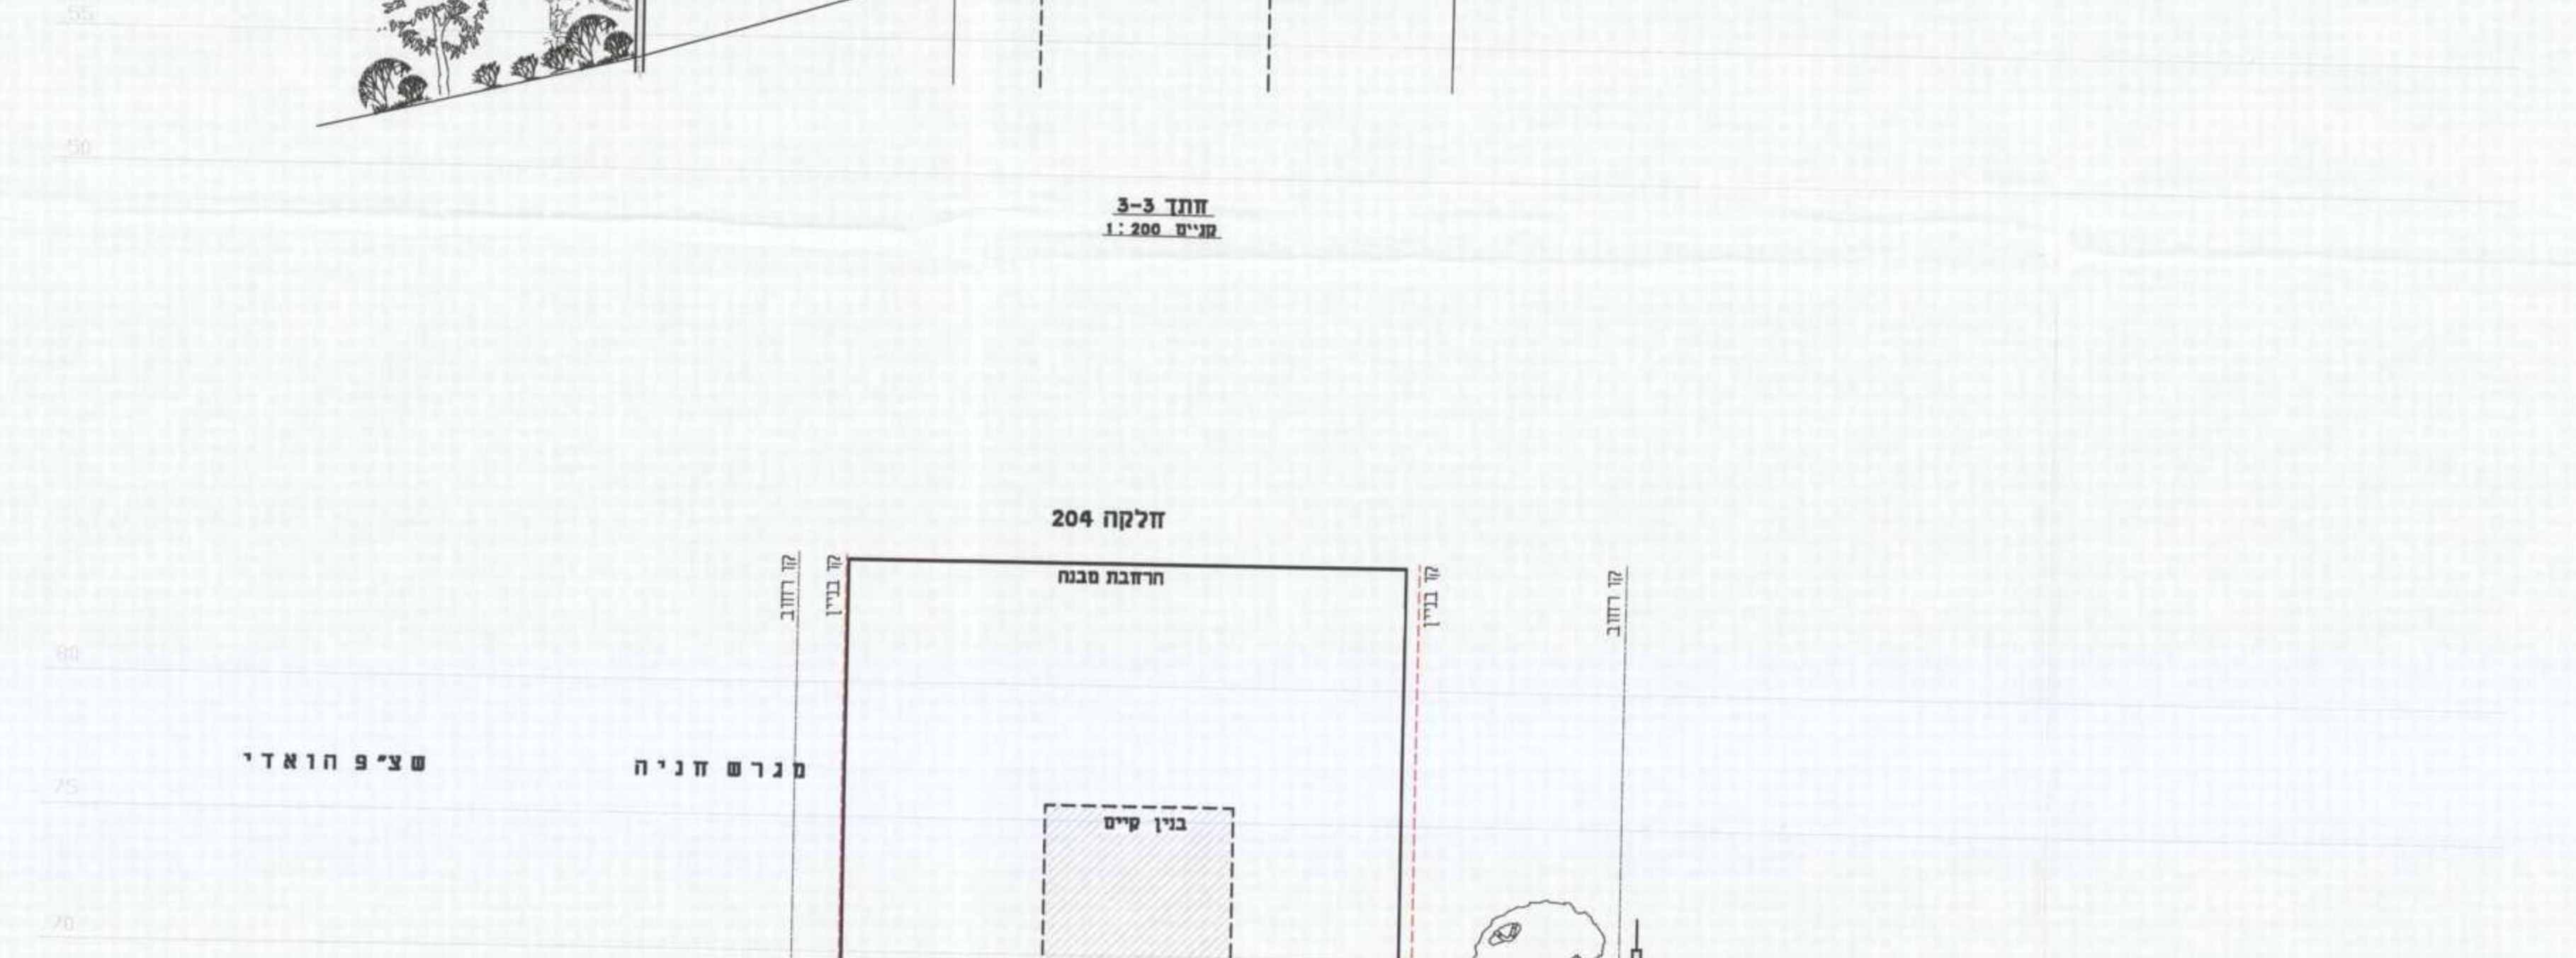 55
50
חתך 3-3
קניים 1:200
חלקה 204
קו רחוב
קו בניין
הרחבת מבנה
קו בניין
קו רחוב
80
שצ"פ הואדי
מגרש חניה
75
בנין קיים
70